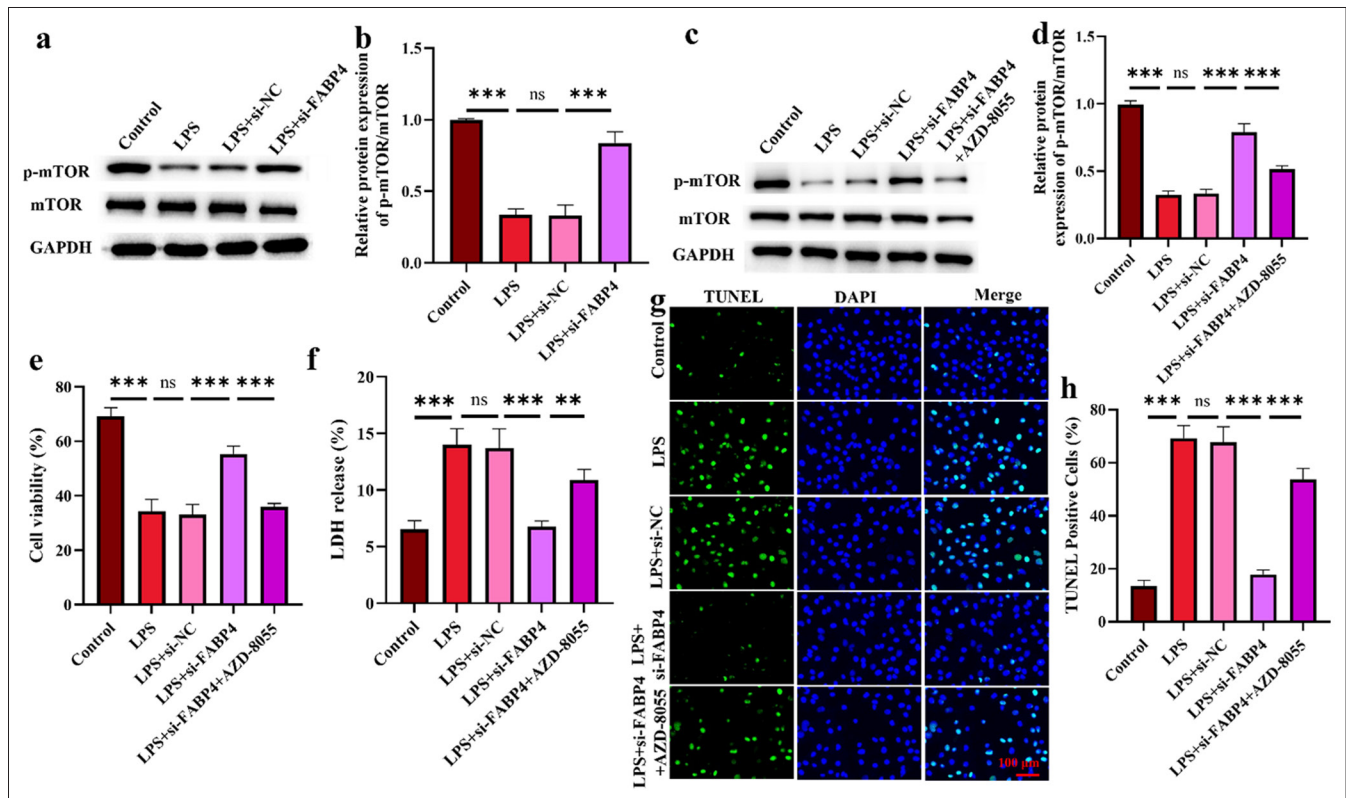 a
Control
LPS
LPS+si-NC
LPS+si-FABP4
p-mTOR
mTOR
GAPDH
b
Relative protein expression
of p-mTOR/mTOR
1.5
1.0
0.5
0.0
*** ns ***
Control
LPS
LPS+si-NC
LPS+si-FABP4
c
Control
LPS
LPS+si-NC
LPS+si-FABP4
LPS+si-FABP4
+AZD-8055
p-mTOR
mTOR
GAPDH
d
Relative protein
expression of p-mTOR/mTOR
1.5
1.0
0.5
0.0
*** ns *** ***
Control
LPS
LPS+si-NC
LPS+si-FABP4
LPS+si-FABP4+AZD-8055
e
Cell viability (%)
80
60
40
20
0
*** ns *** ***
Control
LPS
LPS+si-NC
LPS+si-FABP4
LPS+si-FABP4+AZD-8055
f
LDH release (%)
20
15
10
5
0
*** ns *** **
Control
LPS
LPS+si-NC
LPS+si-FABP4
LPS+si-FABP4+AZD-8055
g
TUNEL DAPI Merge
Control
LPS
LPS+si-NC
LPS+
si-FABP4
LPS+si-FABP4
+AZD-8055
100 μm
h
TUNEL Positive Cells (%)
80
60
40
20
0
*** ns *** ***
Control
LPS
LPS+si-NC
LPS+si-FABP4
LPS+si-FABP4+AZD-8055